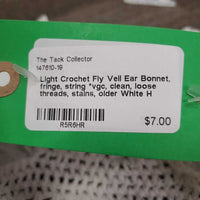 The Tack Collector
147610-19
Light Crochet Fly Veil Ear Bonnet,
fringe, string *vgc, clean, loose
threads, stains, older White H
R5R6HR
$7.00